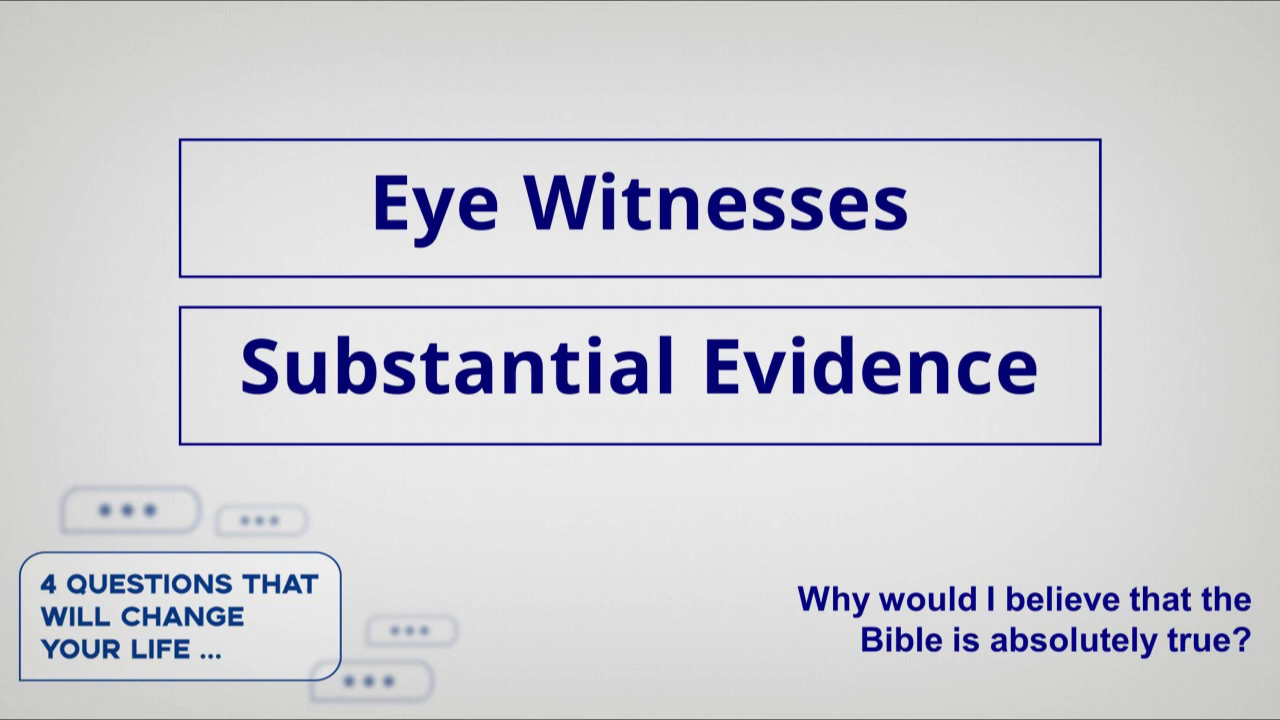 Eye Witnesses
Substantial Evidence
4 QUESTIONS THAT
WILL CHANGE
YOUR LIFE ...
Why would I believe that the
Bible is absolutely true?